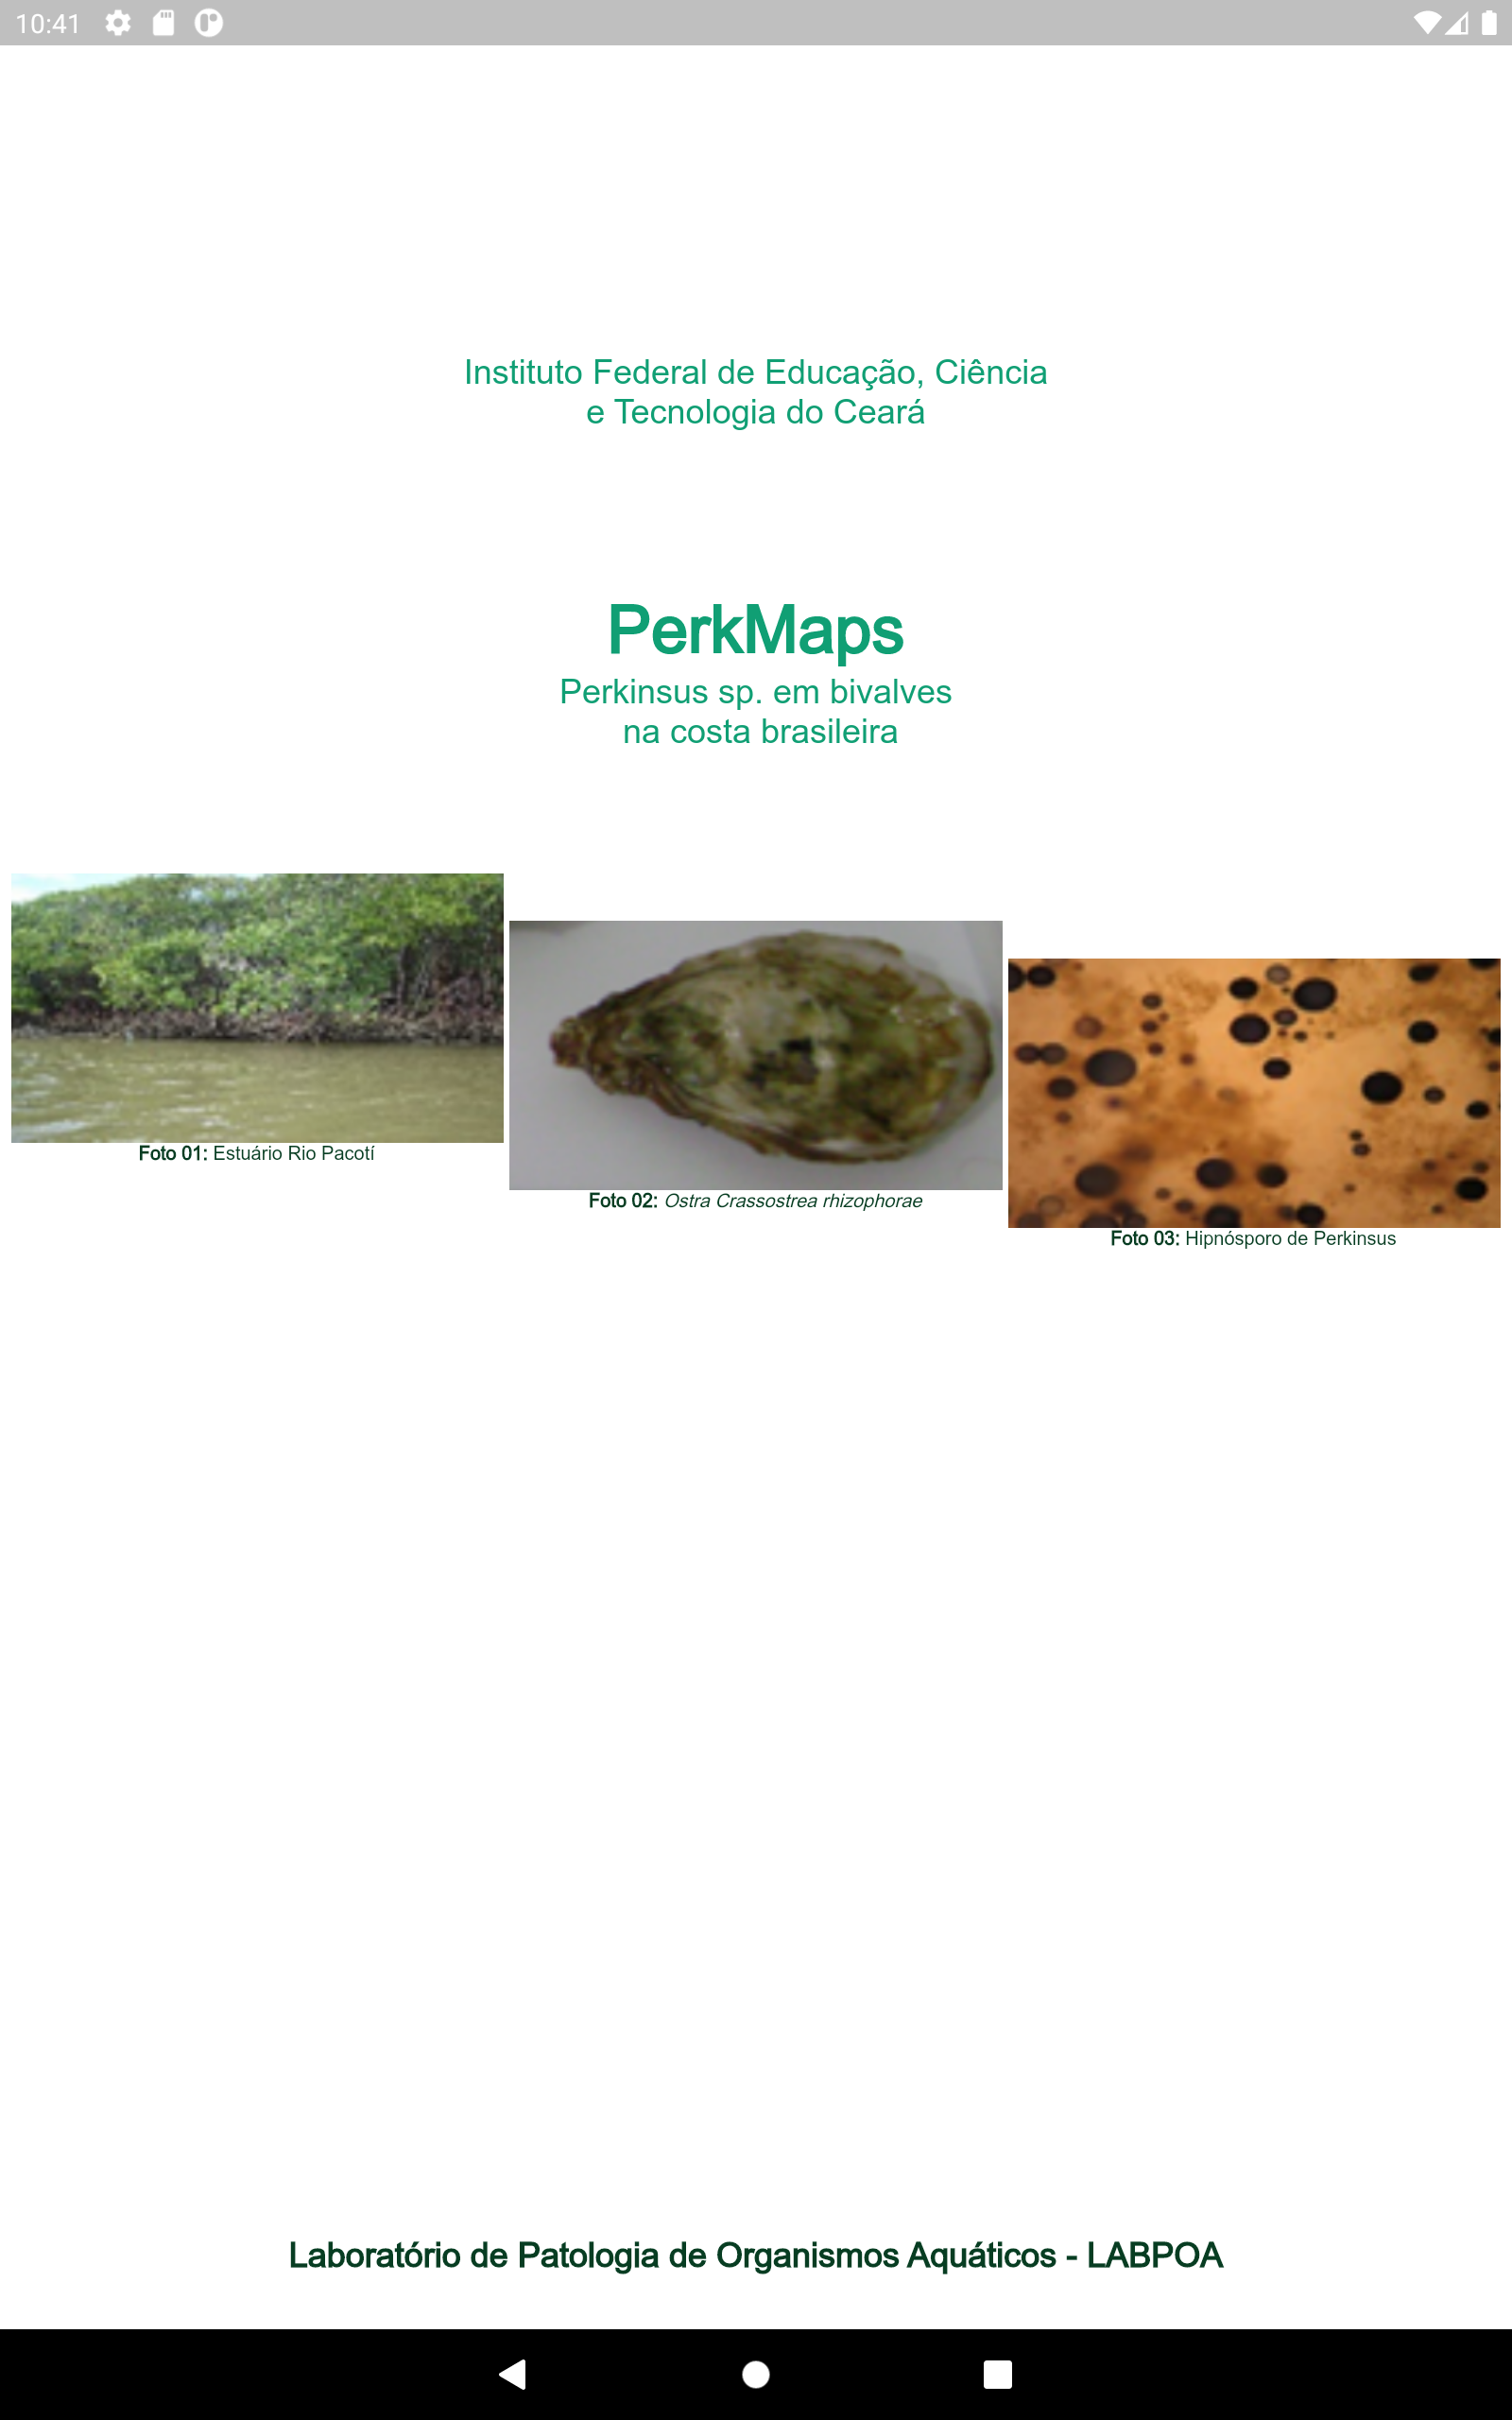 10:41
Instituto Federal de Educação, Ciência
e Tecnologia do Ceará
PerkMaps
Perkinsus sp. em bivalves
na costa brasileira
Foto 01: Estuário Rio Pacotí
Foto 02: Ostra Crassostrea rhizophorae
Foto 03: Hipnósporo de Perkinsus
Laboratório de Patologia de Organismos Aquáticos - LABPOA